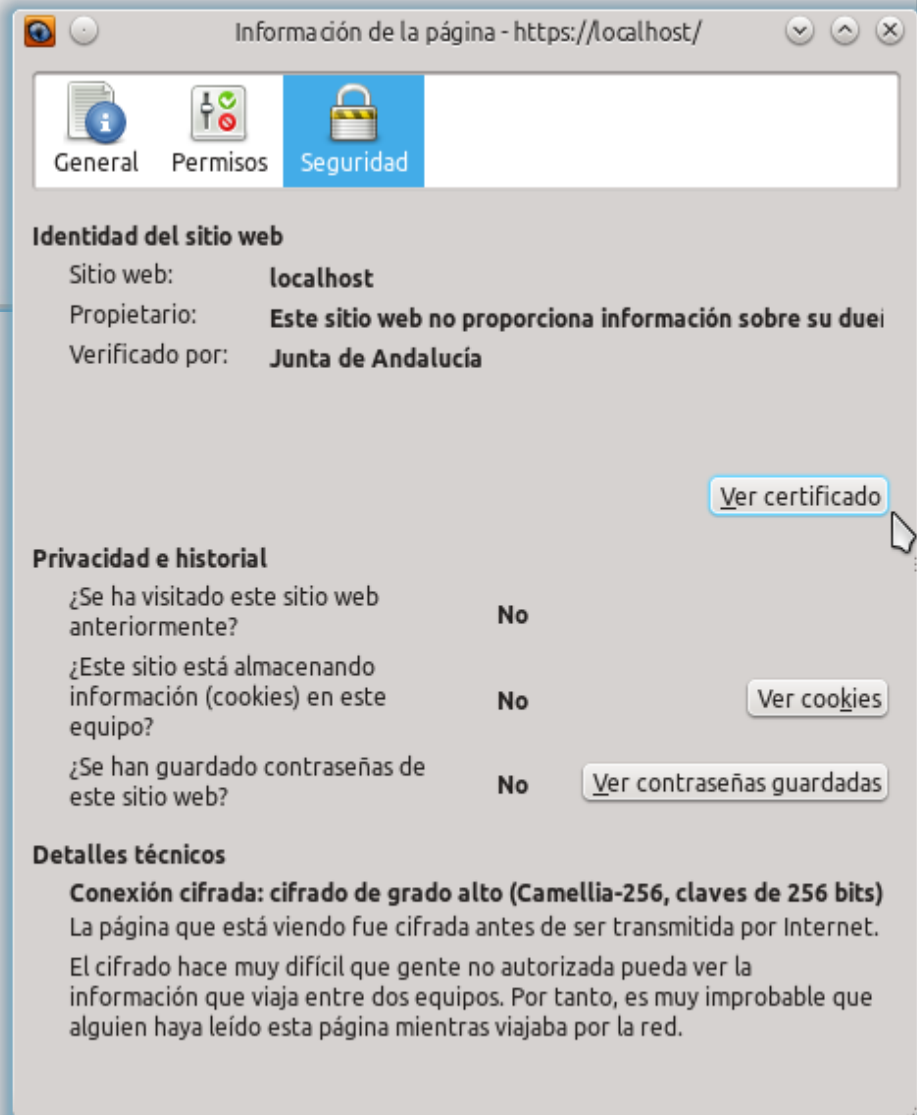 Información de la página - https://localhost/
General Permisos Seguridad
Identidad del sitio web
Sitio web: localhost
Propietario: Este sitio web no proporciona información sobre su
Verificado por: Junta de Andalucía
Ver certificado
Privacidad e historial
¿Se ha visitado este sitio web
anteriormente? No
¿Este sitio está almacenando
información (cookies) en este
equipo? No Ver cookies
¿Se han guardado contraseñas de
este sitio web? No Ver contraseñas guardadas
Detalles técnicos
Conexión cifrada: cifrado de grado alto (Camellia-256, claves de 256 bits)
La página que está viendo fue cifrada antes de ser transmitida por Internet.
El cifrado hace muy difícil que gente no autorizada pueda ver la
información que viaja entre dos equipos. Por tanto, es muy improbable que
alguien haya leído esta página mientras viajaba por la red.